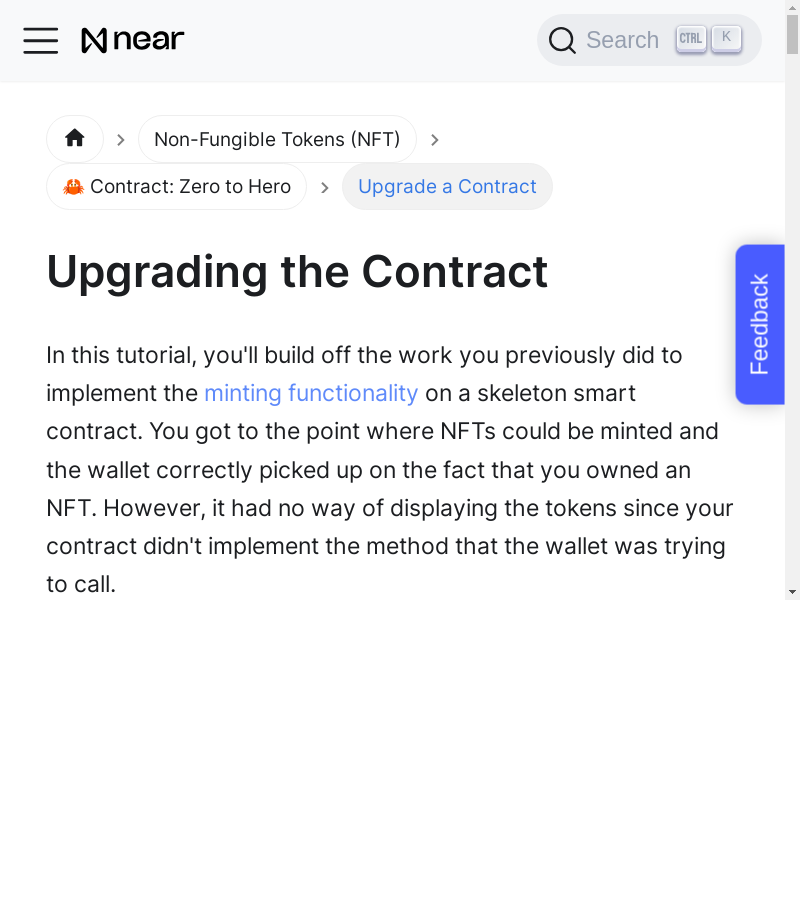 near
Search CTRL K
Non-Fungible Tokens (NFT)
Contract: Zero to Hero
Upgrade a Contract
Upgrading the Contract
Feedback
In this tutorial, you'll build off the work you previously did to
implement the minting functionality on a skeleton smart
contract. You got to the point where NFTs could be minted and
the wallet correctly picked up on the fact that you owned an
NFT. However, it had no way of displaying the tokens since your
contract didn't implement the method that the wallet was trying
to call.